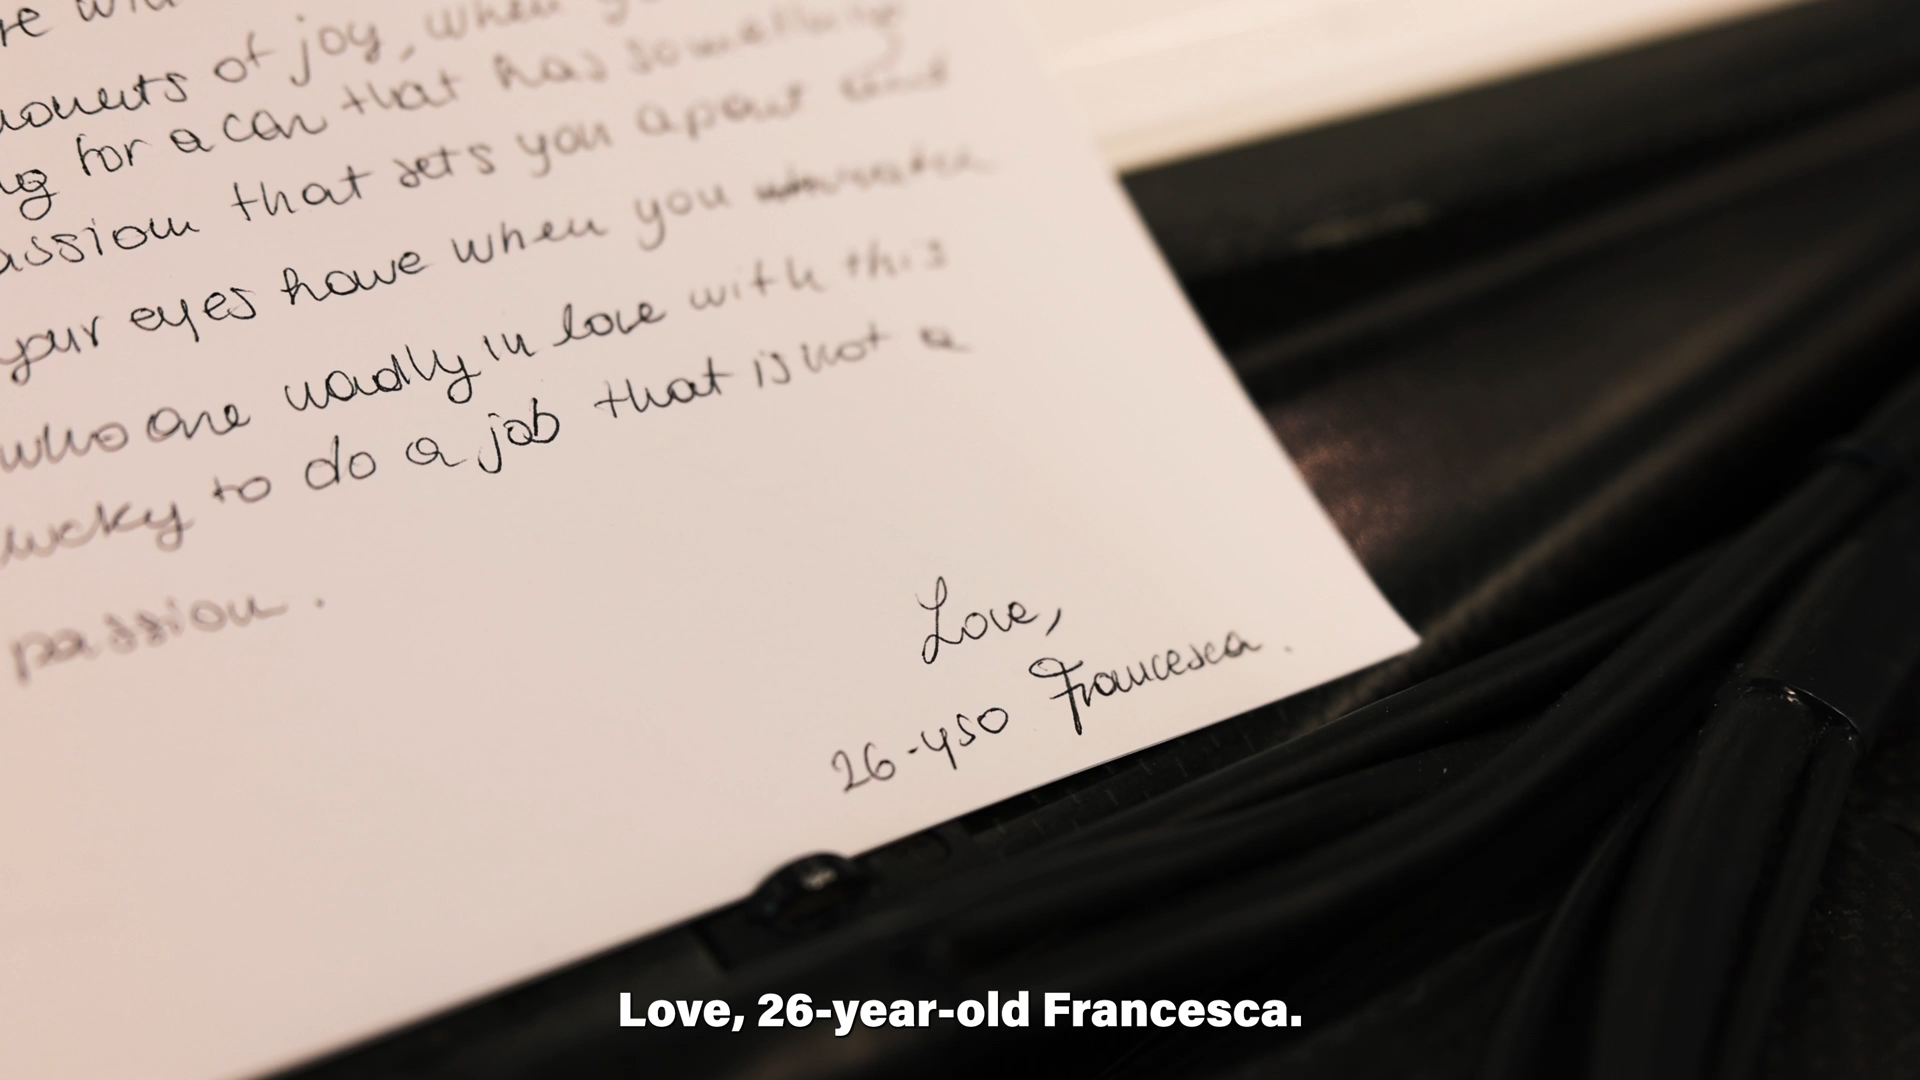 of joy, when
for a car that has something
that sets you apart and
your eyes have when you
who are madly in love with this
lucky to do a job that is not a
passion.
Love,
26-yso Francesca.
Love, 26-year-old Francesca.